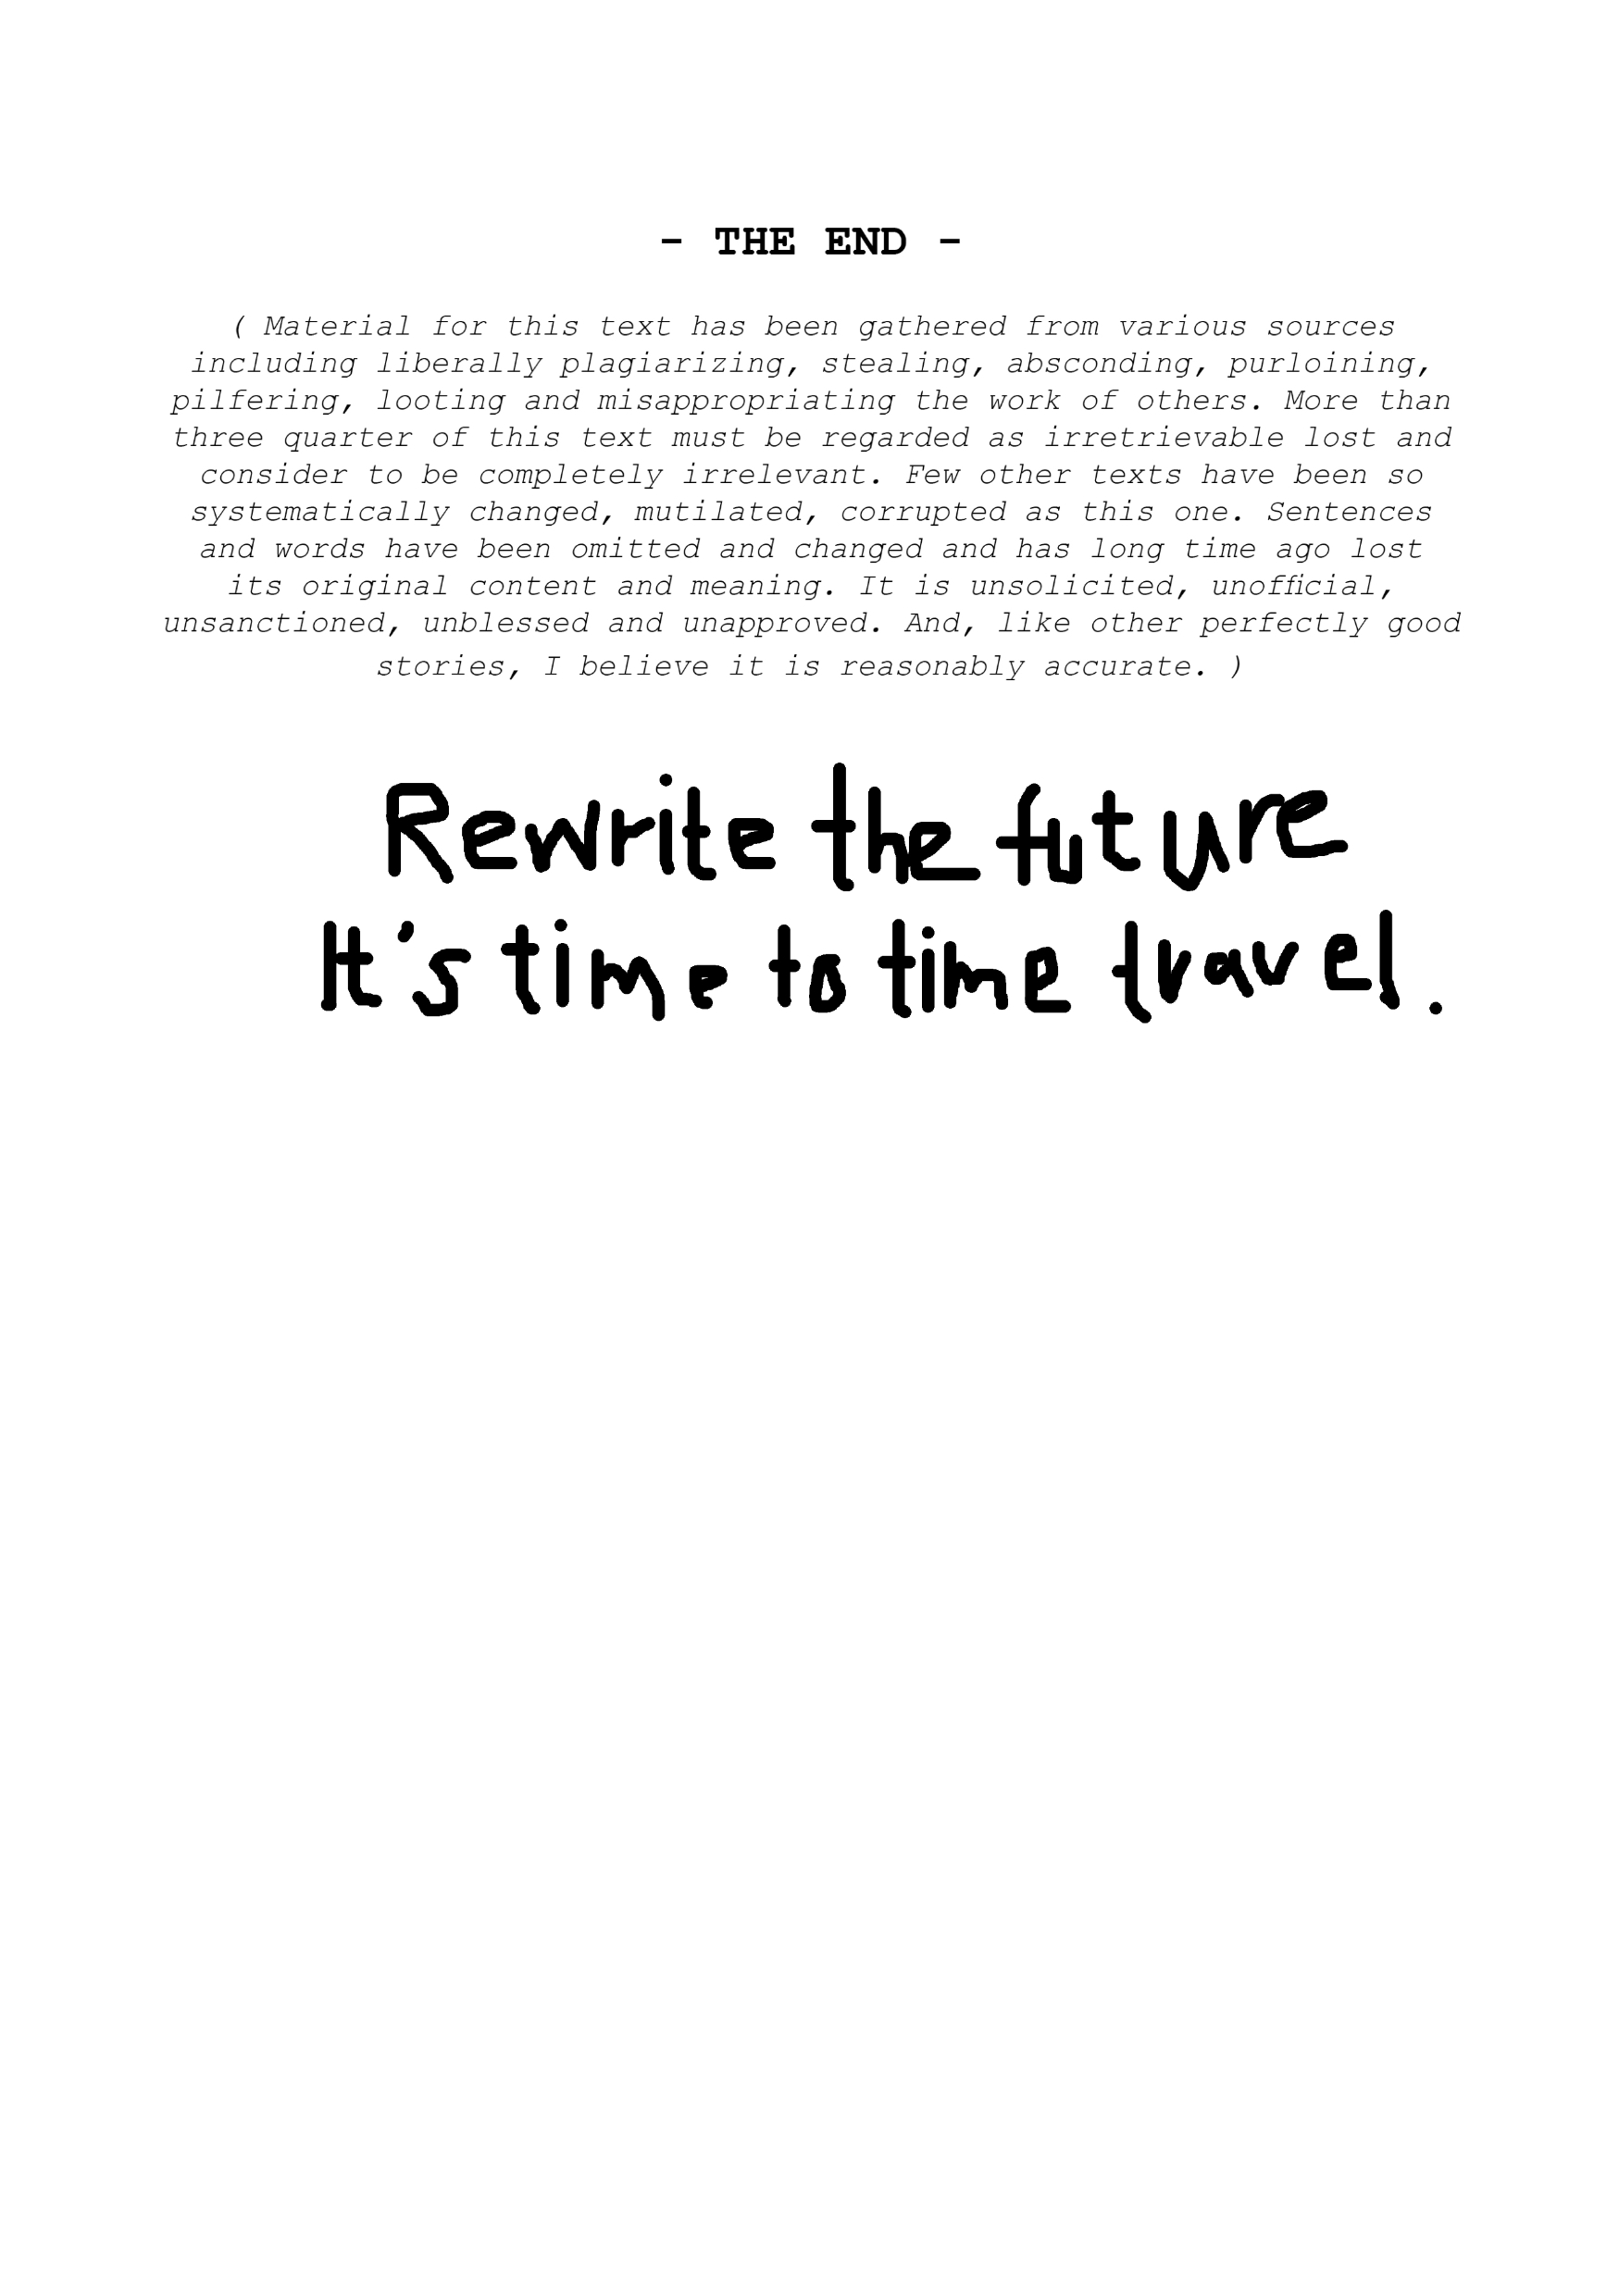 - THE END -
( Material for this text has been gathered from various sources
including liberally plagiarizing, stealing, absconding, purloining,
pilfering, looting and misappropriating the work of others. More than
three quarter of this text must be regarded as irretrievable lost and
consider to be completely irrelevant. Few other texts have been so
systematically changed, mutilated, corrupted as this one. Sentences
and words have been omitted and changed and has long time ago lost
its original content and meaning. It is unsolicited, unofficial,
unsanctioned, unblessed and unapproved. And, like other perfectly good
stories, I believe it is reasonably accurate. )
Rewrite the future
It's time to time travel.